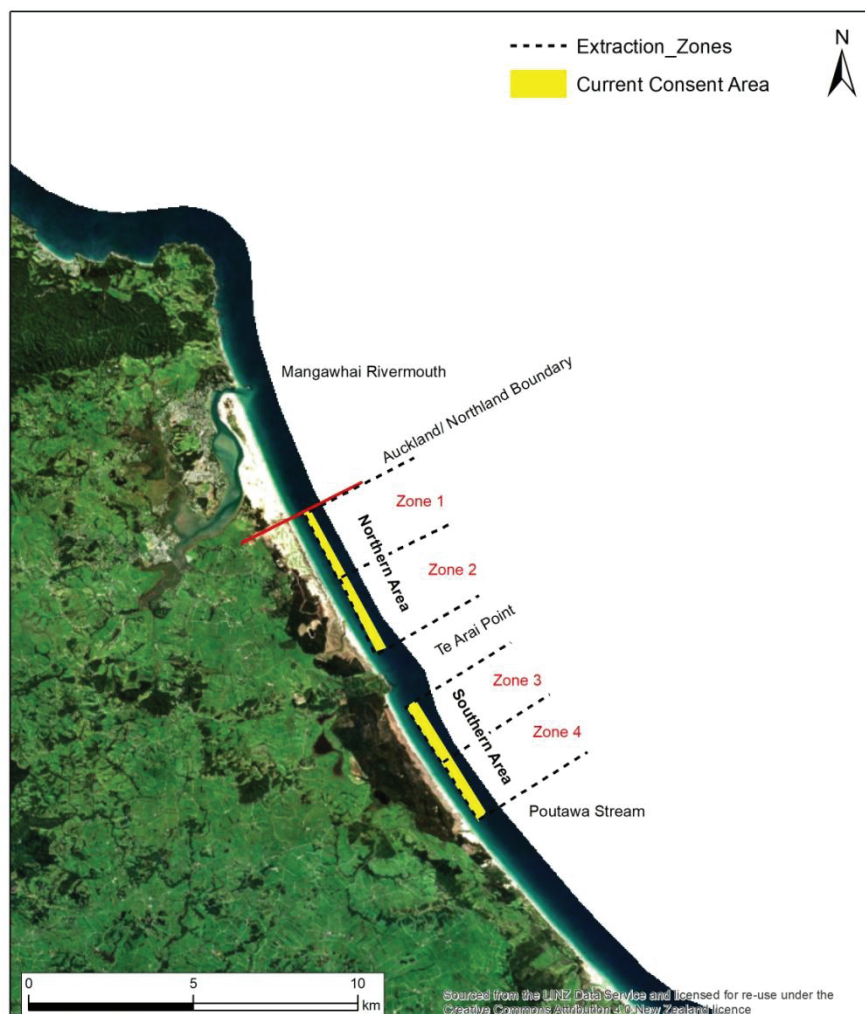 Extraction_Zones
Current Consent Area
N
Mangawhai Rivermouth
Auckland/ Northland Boundary
Zone 1
Northern Area
Zone 2
Te Arai Point
Zone 3
Southern Area
Zone 4
Poutawa Stream
0 5 10
km
Sourced from the LINZ Data Service and licensed for re-use under the
Creative Commons Attribution 4.0 New Zealand licence